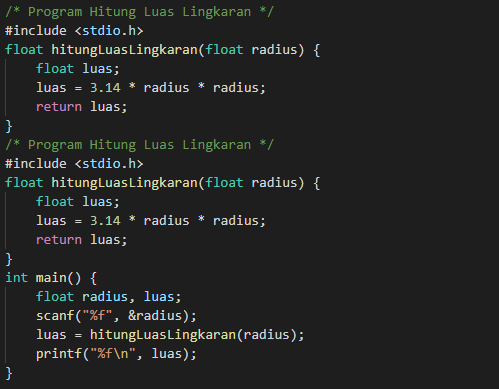 /* Program Hitung Luas Lingkaran */
#include <stdio.h>
float hitungLuasLingkaran(float radius) {
    float luas;
    luas = 3.14 * radius * radius;
    return luas;
}
/* Program Hitung Luas Lingkaran */
#include <stdio.h>
float hitungLuasLingkaran(float radius) {
    float luas;
    luas = 3.14 * radius * radius;
    return luas;
}
int main() {
    float radius, luas;
    scanf("%f", &radius);
    luas = hitungLuasLingkaran(radius);
    printf("%f\n", luas);
}